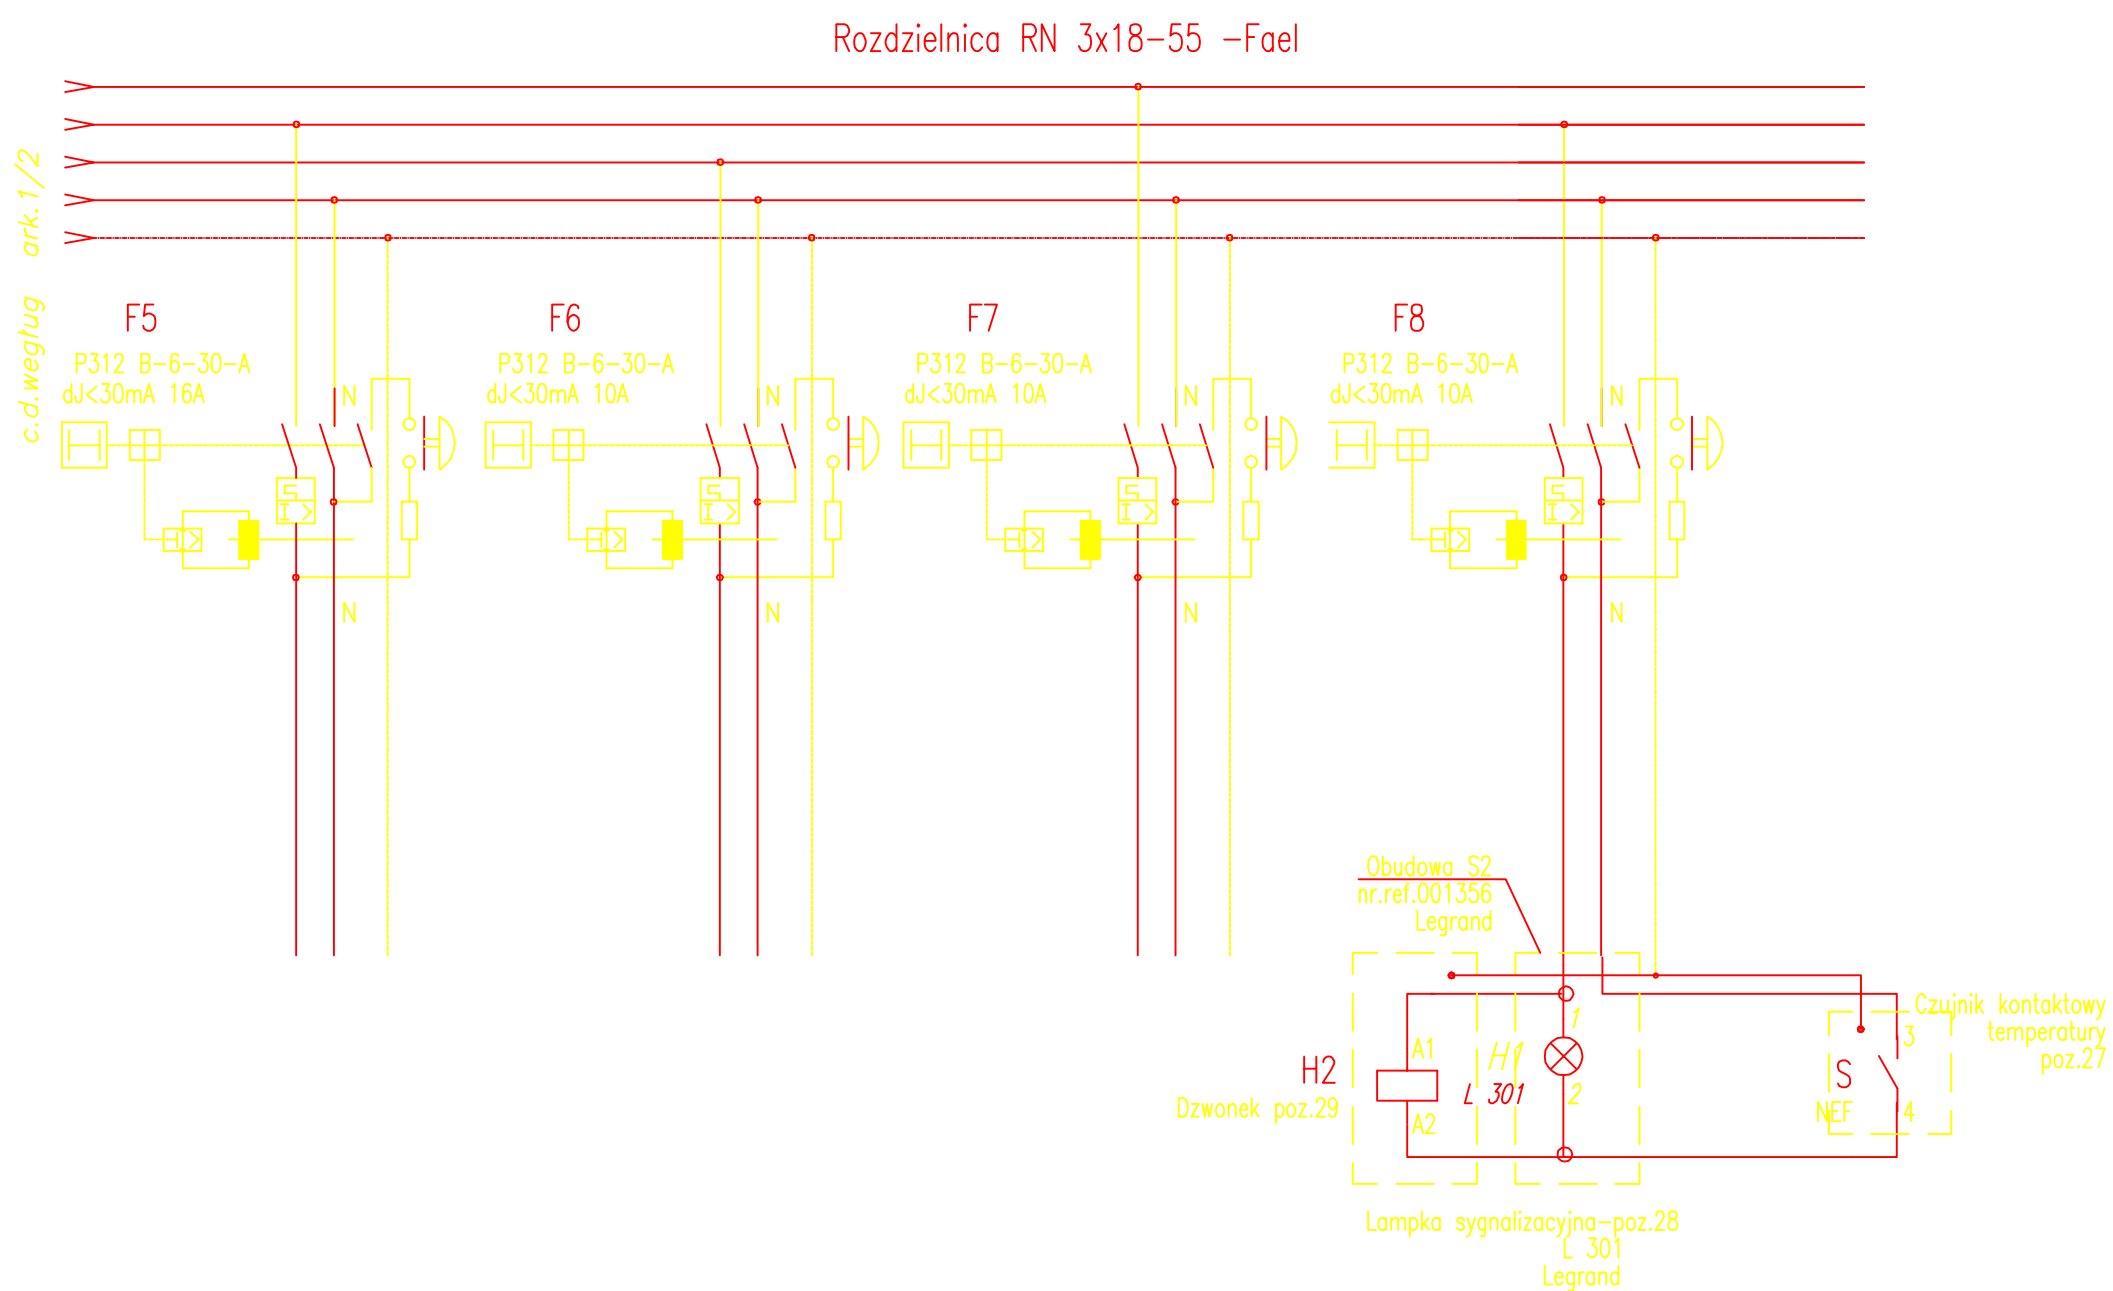 Rozdzielnica RN 3x18-55 -Fael
c.d.wegług ark.1/2
F5
P312 B-6-30-A
dJ<30mA 16A
N
N
F6
P312 B-6-30-A
dJ<30mA 10A
N
N
F7
P312 B-6-30-A
dJ<30mA 10A
N
N
F8
P312 B-6-30-A
dJ<30mA 10A
N
N
Obudowa S2
nr.ref.001356
Legrand
H2
Dzwonek poz.29
A1
A2
H1
L 301
1
2
Czujnik kontaktowy
temperatury
poz.27
3
S
NEF
4
Lampka sygnalizacyjna-poz.28
L 301
Legrand